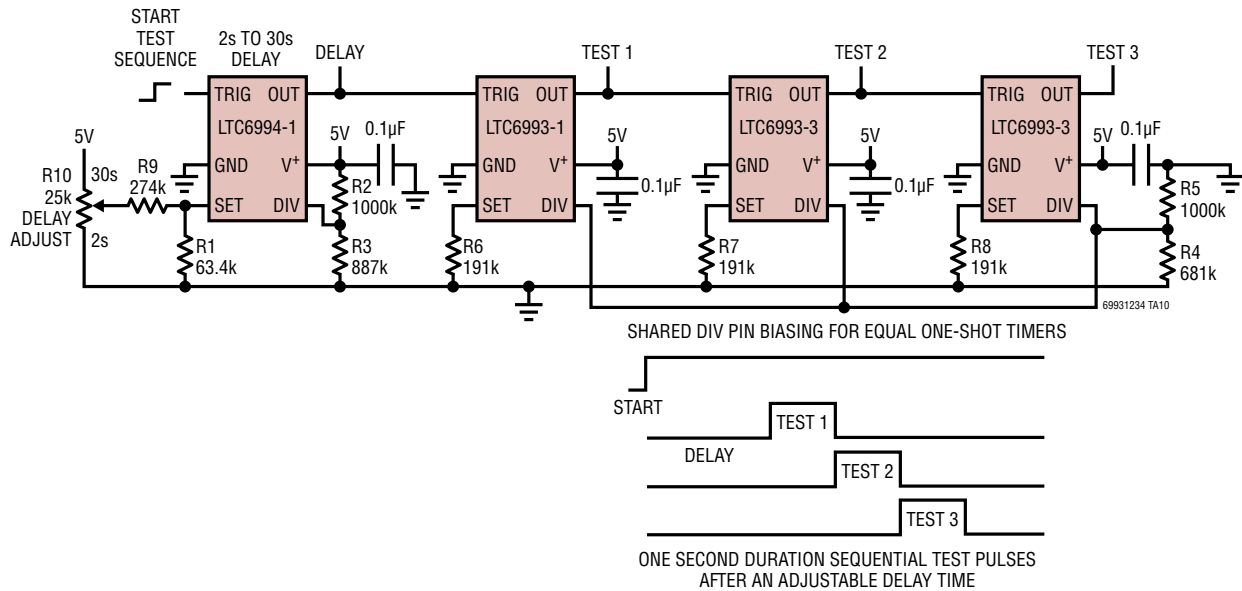 START
TEST
SEQUENCE
2s TO 30s
DELAY
DELAY
TEST 1
TEST 2
TEST 3
TRIG OUT
LTC6994-1
GND V+
SET DIV
TRIG OUT
LTC6993-1
GND V+
SET DIV
TRIG OUT
LTC6993-3
GND V+
SET DIV
TRIG OUT
LTC6993-3
GND V+
SET DIV
5V
R10
25k
DELAY
ADJUST
30s
2s
R9
274k
R1
63.4k
5V
0.1µF
R2
1000k
R3
887k
R6
191k
5V
0.1µF
R7
191k
5V
0.1µF
R8
191k
5V
0.1µF
R5
1000k
R4
681k
69931234 TA10
SHARED DIV PIN BIASING FOR EQUAL ONE-SHOT TIMERS
START
TEST 1
DELAY
TEST 2
TEST 3
ONE SECOND DURATION SEQUENTIAL TEST PULSES
AFTER AN ADJUSTABLE DELAY TIME